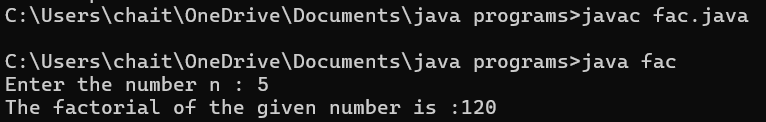 C:\Users\chait\OneDrive\Documents\java programs>javac fac.java
C:\Users\chait\OneDrive\Documents\java programs>java fac
Enter the number n : 5
The factorial of the given number is :120